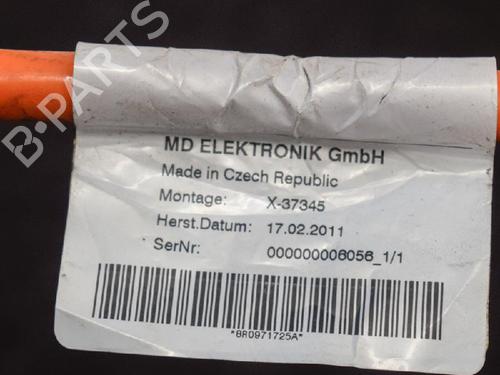 B-PARTS
MD ELEKTRONIK GmbH
Made in Czech Republic
Montage: X-37345
Herst.Datum: 17.02.2011
SerNr: 000000006056_1/1
*8R0971725A*